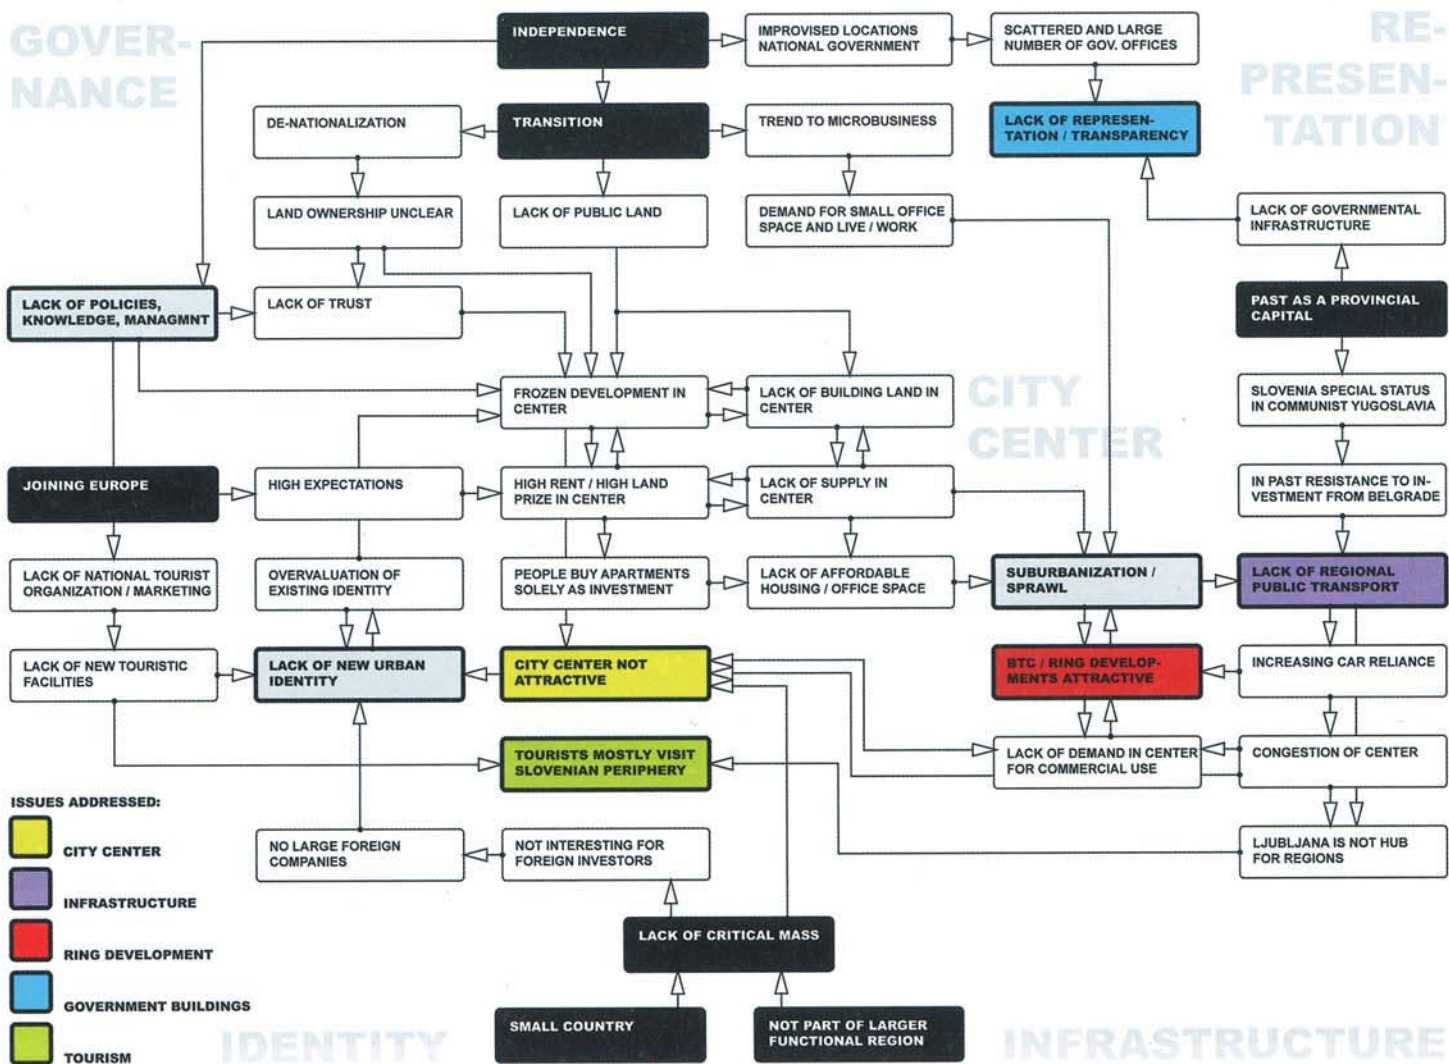 GOVER-
NANCE
INDEPENDENCE
IMPROVISED LOCATIONS
NATIONAL GOVERNMENT
SCATTERED AND LARGE
NUMBER OF GOV. OFFICES
RE-
PRESEN-
TATION
DE-NATIONALIZATION
TRANSITION
TREND TO MICROBUSINESS
LACK OF REPRESEN-
TATION / TRANSPARENCY
LAND OWNERSHIP UNCLEAR
LACK OF PUBLIC LAND
DEMAND FOR SMALL OFFICE
SPACE AND LIVE / WORK
LACK OF GOVERNMENTAL
INFRASTRUCTURE
LACK OF POLICIES,
KNOWLEDGE, MANAGMNT
LACK OF TRUST
PAST AS A PROVINCIAL
CAPITAL
FROZEN DEVELOPMENT IN
CENTER
LACK OF BUILDING LAND IN
CENTER
CITY
CENTER
SLOVENIA SPECIAL STATUS
IN COMMUNIST YUGOSLAVIA
JOINING EUROPE
HIGH EXPECTATIONS
HIGH RENT / HIGH LAND
PRIZE IN CENTER
LACK OF SUPPLY IN
CENTER
IN PAST RESISTANCE TO IN-
VESTMENT FROM BELGRADE
LACK OF NATIONAL TOURIST
ORGANIZATION / MARKETING
OVERVALUATION OF
EXISTING IDENTITY
PEOPLE BUY APARTMENTS
SOLELY AS INVESTMENT
LACK OF AFFORDABLE
HOUSING / OFFICE SPACE
SUBURBANIZATION /
SPRAWL
LACK OF REGIONAL
PUBLIC TRANSPORT
LACK OF NEW TOURISTIC
FACILITIES
LACK OF NEW URBAN
IDENTITY
CITY CENTER NOT
ATTRACTIVE
BTC / RING DEVELOP-
MENTS ATTRACTIVE
INCREASING CAR RELIANCE
TOURISTS MOSTLY VISIT
SLOVENIAN PERIPHERY
LACK OF DEMAND IN CENTER
FOR COMMERCIAL USE
CONGESTION OF CENTER
ISSUES ADDRESSED:
CITY CENTER
INFRASTRUCTURE
RING DEVELOPMENT
GOVERNMENT BUILDINGS
TOURISM
NO LARGE FOREIGN
COMPANIES
NOT INTERESTING FOR
FOREIGN INVESTORS
LJUBLJANA IS NOT HUB
FOR REGIONS
LACK OF CRITICAL MASS
SMALL COUNTRY
NOT PART OF LARGER
FUNCTIONAL REGION
IDENTITY
INFRASTRUCTURE